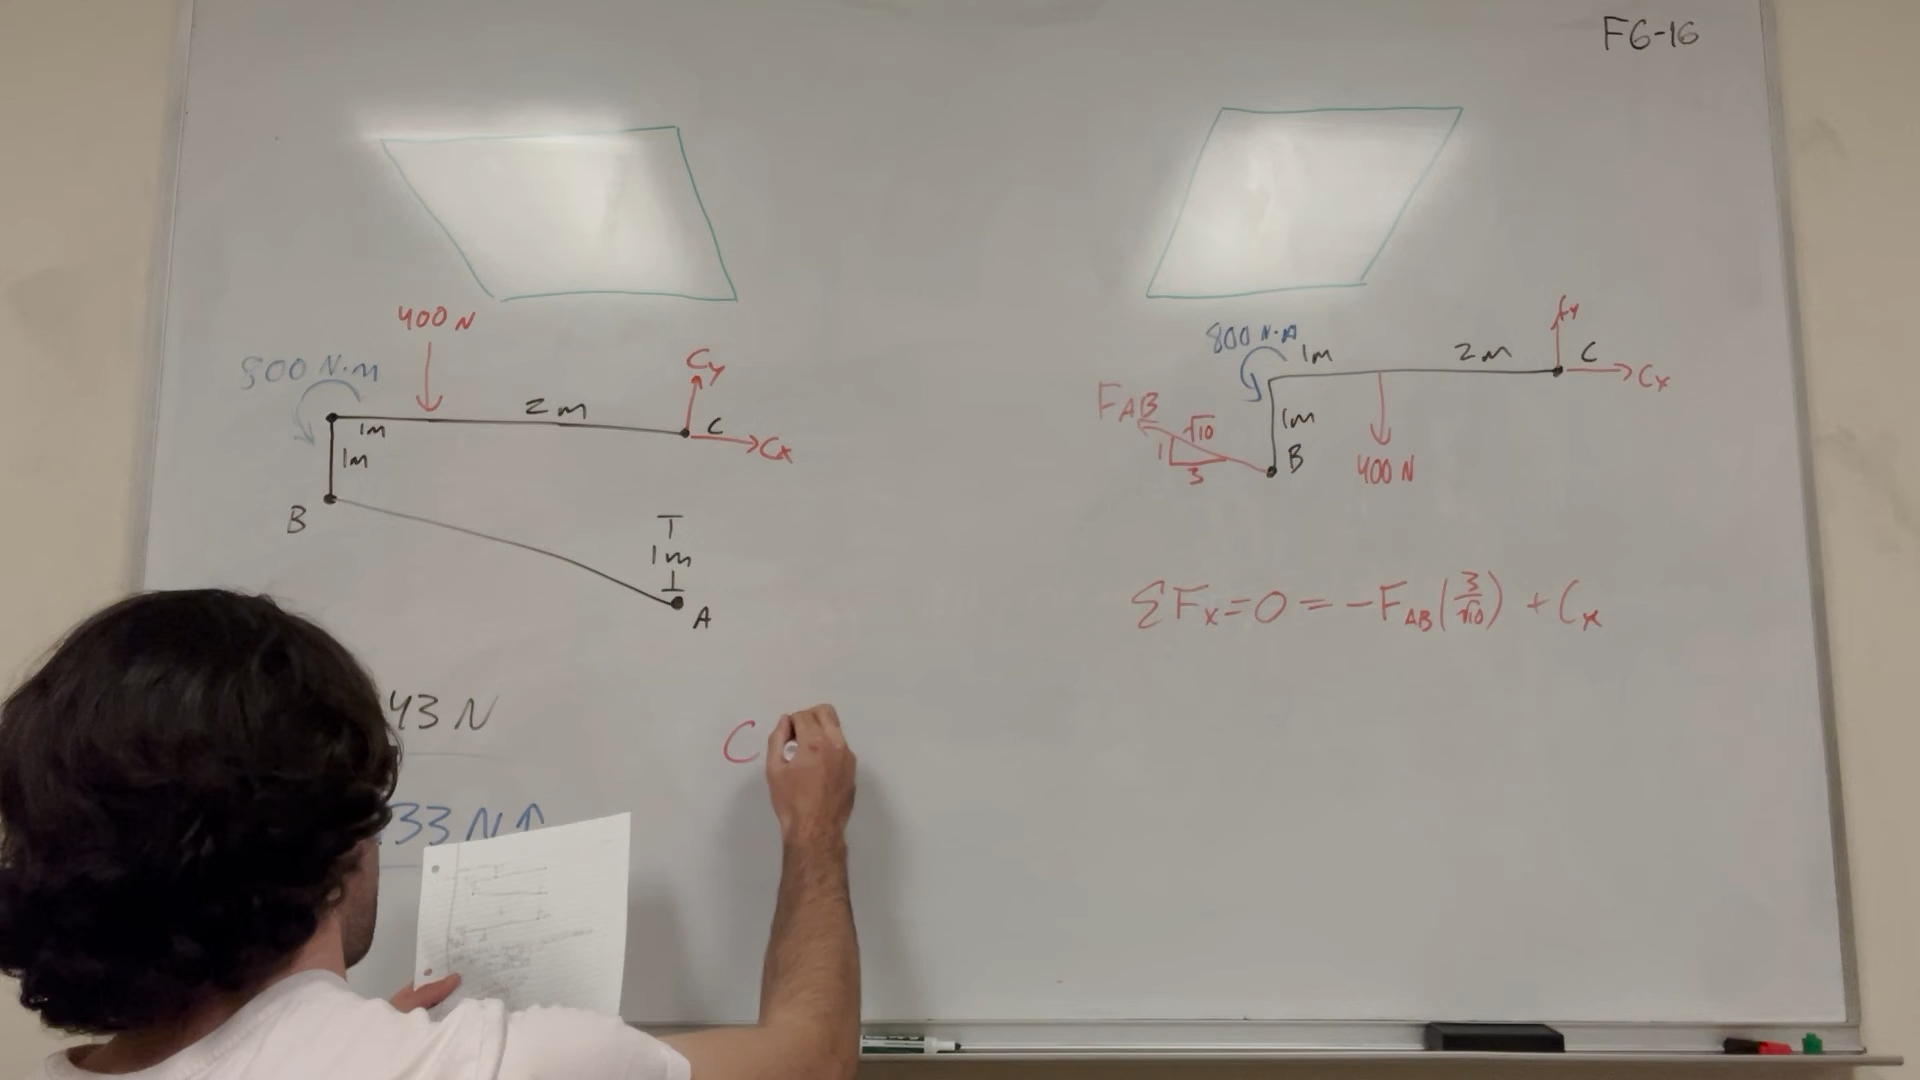 F6-16
400 N
800 N·m
Cy
2m
C
Cx
1m
1m
B
T
1m
A
43 N
33 N↑
C
800 N·m
1m
2m
C
Cx
FAB
√10
1
3
1m
B
400 N
ΣFx=0=-FAB(3/√10)+Cx